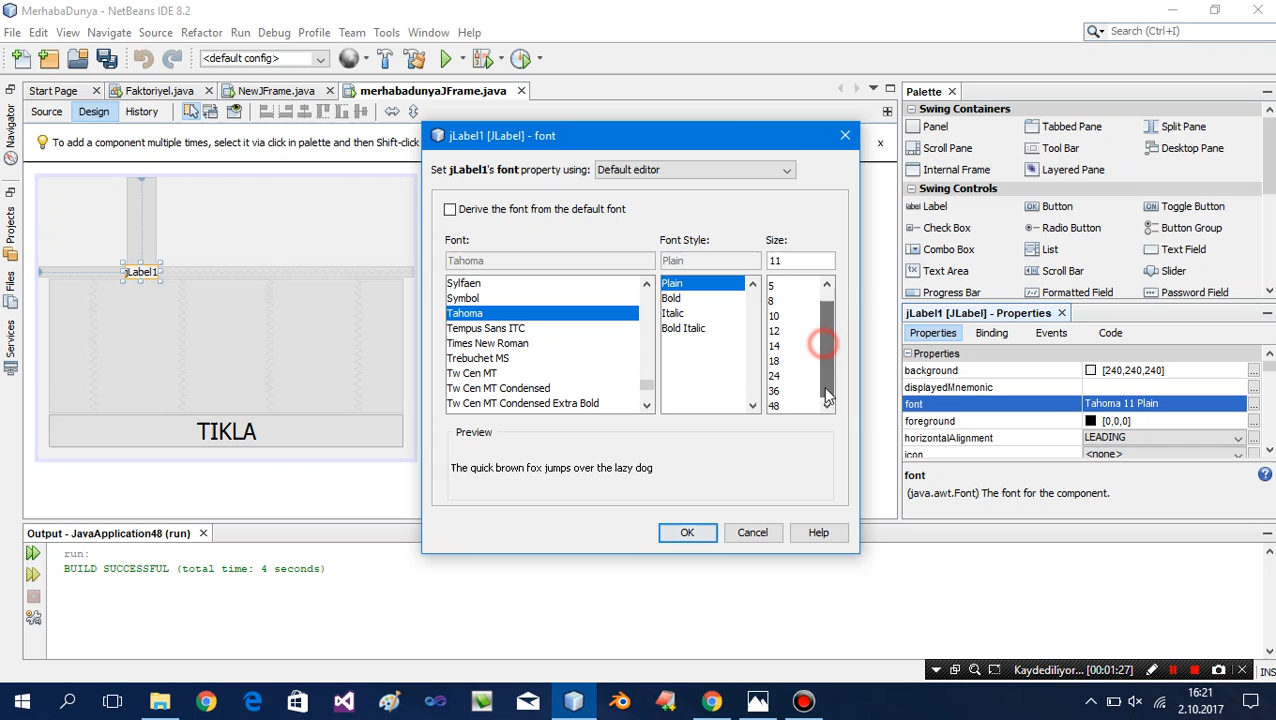 MerhabaDunya - NetBeans IDE 8.2
File Edit View Navigate Source Refactor Run Debug Profile Team Tools Window Help
Search (Ctrl+I)
<default config>
Start Page Faktoriyel.java NewJFrame.java merhabadunyaJFrame.java
Source Design History
To add a component multiple times, select it via click in palette and then Shift-click
x
Navigator
Projects
Files
Services
jLabel1
TIKLA
jLabel1 [JLabel] - font
Set jLabel1's font property using: Default editor
Derive the font from the default font
Font: Font Style: Size:
Tahoma Plain 11
Sylfaen Plain 5
Symbol Bold 8
Tahoma Italic 10
Tempus Sans ITC Bold Italic 12
Times New Roman 14
Trebuchet MS 18
Tw Cen MT 24
Tw Cen MT Condensed 36
Tw Cen MT Condensed Extra Bold 48
Preview
The quick brown fox jumps over the lazy dog
OK Cancel Help
Palette
Swing Containers
Panel Tabbed Pane Split Pane
Scroll Pane Tool Bar Desktop Pane
Internal Frame Layered Pane
Swing Controls
label Label OK Button Toggle Button
Check Box Radio Button Button Group
Combo Box List Text Field
Text Area Scroll Bar Slider
Progress Bar Formatted Field Password Field
jLabel1 [JLabel] - Properties
Properties Binding Events Code
Properties
background [240,240,240] ...
displayedMnemonic ...
font Tahoma 11 Plain ...
foreground [0,0,0] ...
horizontalAlignment LEADING ...
icon <none> ...
font
(java.awt.Font) The font for the component.
Output - JavaApplication48 (run)
run:
BUILD SUCCESSFUL (total time: 4 seconds)
Kaydediliyor... [00:01:27]
INS
16:21
2.10.2017